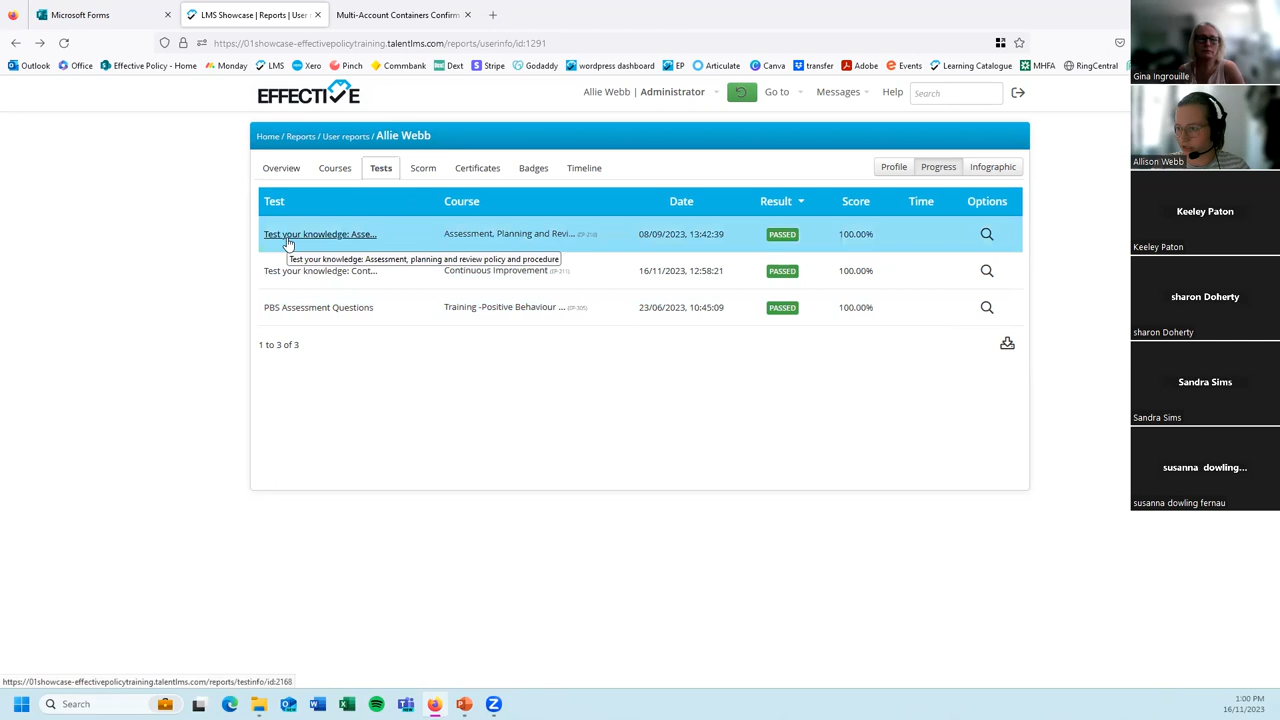 Microsoft Forms
LMS Showcase | Reports | User
Multi-Account Containers Confirm
https://01showcase-effectivepolicytraining.talentlms.com/reports/userinfo/id:1291
Outlook Office Effective Policy - Home Monday LMS Xero Pinch Commbank Dext Stripe Godaddy wordpress dashboard EP Articulate Canva transfer Adobe Events Learning Catalogue MHFA RingCentral
EFFECTIVE
Allie Webb | Administrator Go to Messages Help Search
Home / Reports / User reports / Allie Webb
Overview Courses Tests Scorm Certificates Badges Timeline Profile Progress Infographic
Test Course Date Result Score Time Options
Test your knowledge: Asse... Assessment, Planning and Revi... 08/09/2023, 13:42:39 PASSED 100.00%
Test your knowledge: Assessment, planning and review policy and procedure
Test your knowledge: Cont... Continuous Improvement (EP-211) 16/11/2023, 12:58:21 PASSED 100.00%
PBS Assessment Questions Training -Positive Behaviour ... (EP-305) 23/06/2023, 10:45:09 PASSED 100.00%
1 to 3 of 3
Gina Ingrouille
Allison Webb
Keeley Paton
Keeley Paton
sharon Doherty
sharon Doherty
Sandra Sims
Sandra Sims
susanna dowling...
susanna dowling fernau
https://01showcase-effectivepolicytraining.talentlms.com/reports/testinfo/id:2168
Search
1:00 PM
16/11/2023